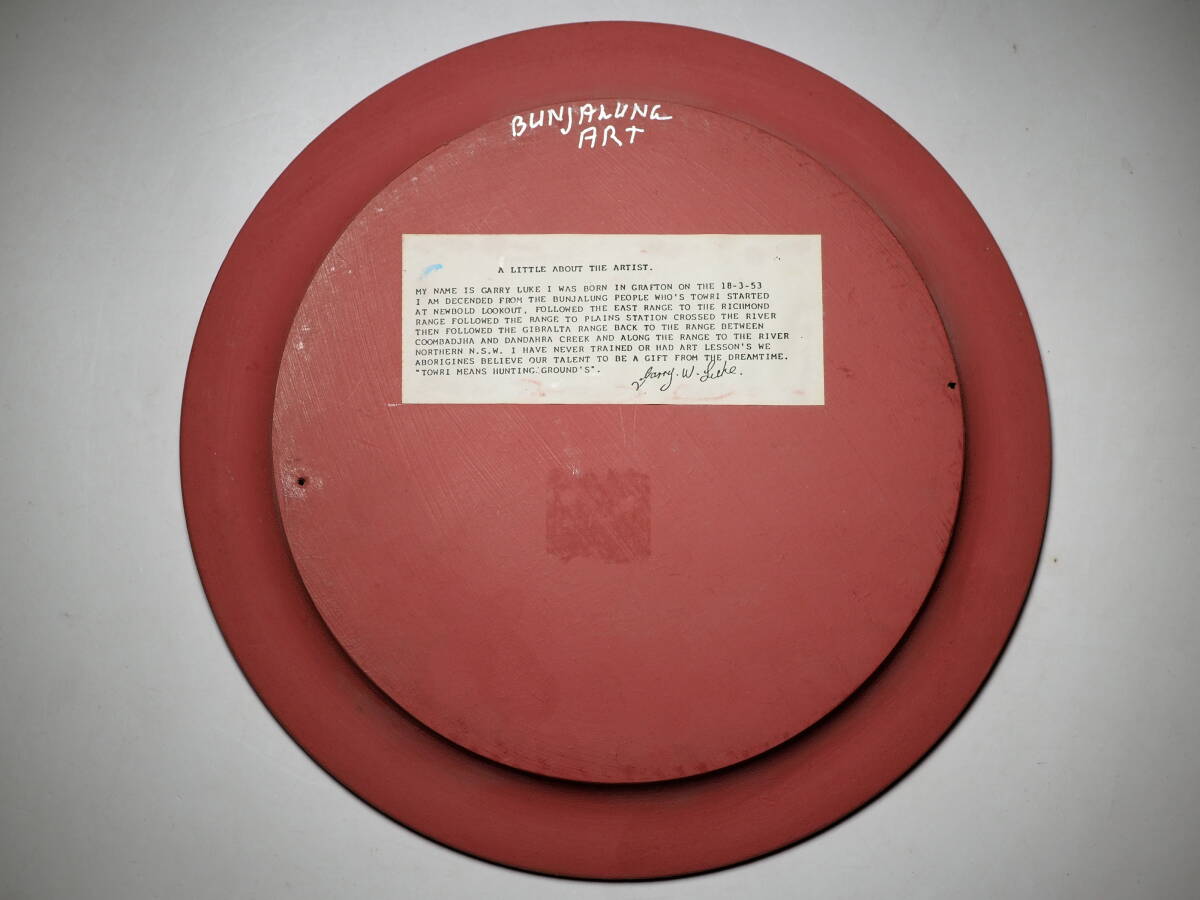 BUNJALUNG
ART
A LITTLE ABOUT THE ARTIST.
MY NAME IS GARRY LUKE I WAS BORN IN GRAFTON ON THE 18-3-53
I AM DECENDED FROM THE BUNJALUNG PEOPLE WHO'S TOWRI STARTED
AT NEWBOLD LOOKOUT, FOLLOWED THE EAST RANGE TO THE RICHMOND
RANGE FOLLOWED THE RANGE TO PLAINS STATION CROSSED THE RIVER
THEN FOLLOWED THE GIBRALTA RANGE BACK TO THE RANGE BETWEEN
COOMBADJHA AND DANDAHRA CREEK AND ALONG THE RANGE TO THE RIVER
NORTHERN N.S.W. I HAVE NEVER TRAINED OR HAD ART LESSON'S WE
ABORIGINES BELIEVE OUR TALENT TO BE A GIFT FROM THE DREAMTIME.
"TOWRI MEANS HUNTING GROUND'S".
Garry. W. Luke.